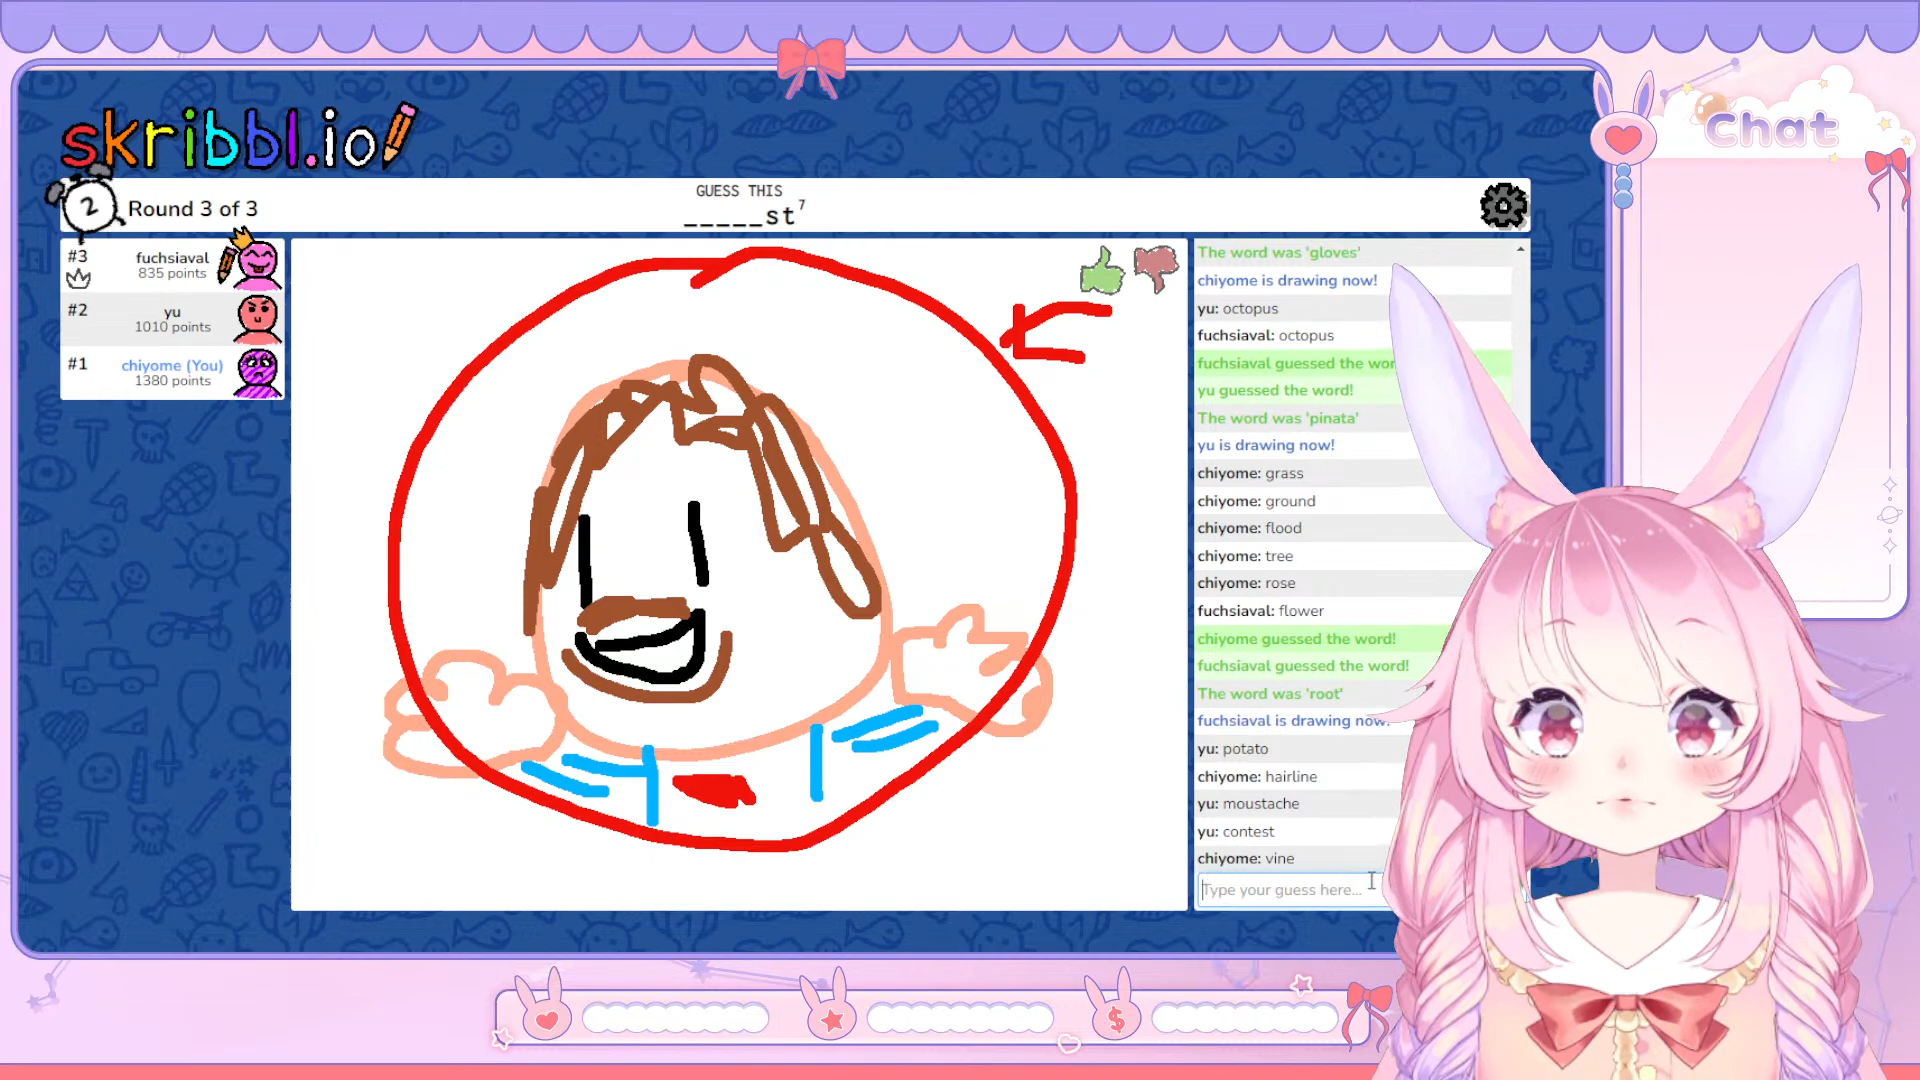 skribbl.io
Chat
2
Round 3 of 3
GUESS THIS
_____st 7
#3
fuchsiaval
835 points
#2
yu
1010 points
#1
chiyome (You)
1380 points
The word was 'gloves'
chiyome is drawing now!
yu: octopus
fuchsiaval: octopus
fuchsiaval guessed the wor
yu guessed the word!
The word was 'pinata'
yu is drawing now!
chiyome: grass
chiyome: ground
chiyome: flood
chiyome: tree
chiyome: rose
fuchsiaval: flower
chiyome guessed the word!
fuchsiaval guessed the word!
The word was 'root'
fuchsiaval is drawing now!
yu: potato
chiyome: hairline
yu: moustache
yu: contest
chiyome: vine
Type your guess here...
$